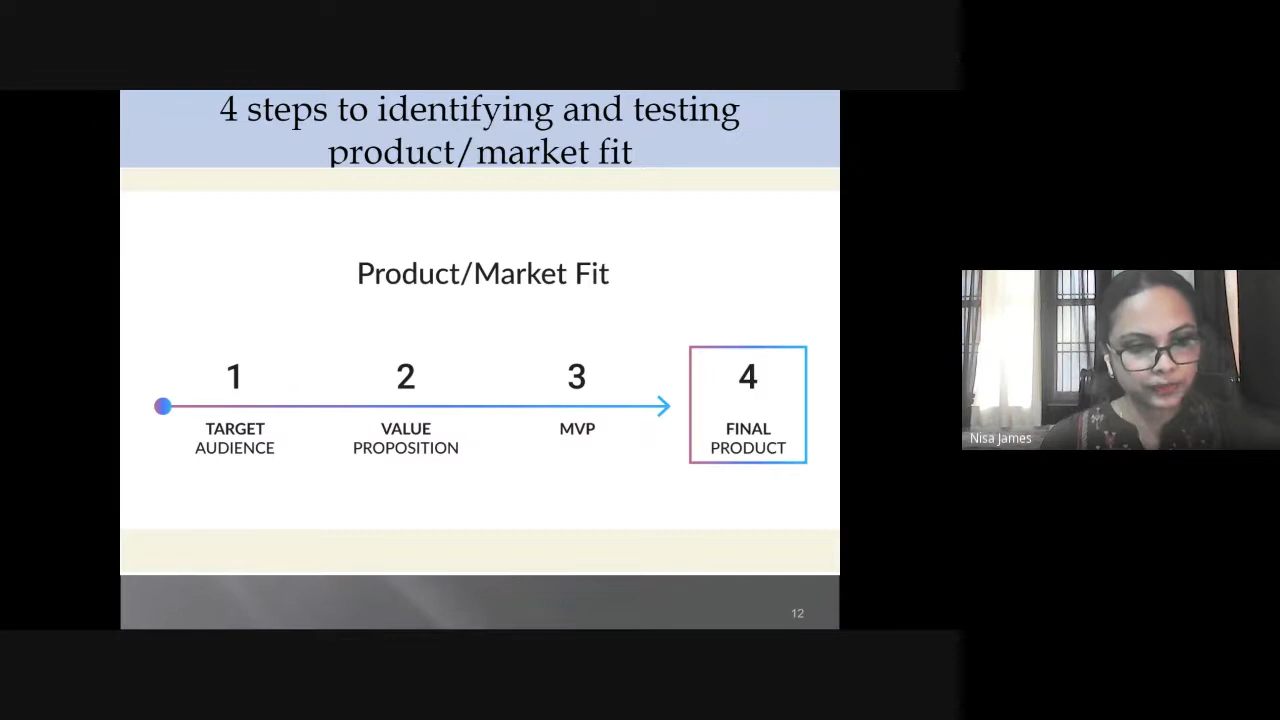 4 steps to identifying and testing
product/market fit
Product/Market Fit
1
2
3
4
TARGET
AUDIENCE
VALUE
PROPOSITION
MVP
FINAL
PRODUCT
Nisa James
12